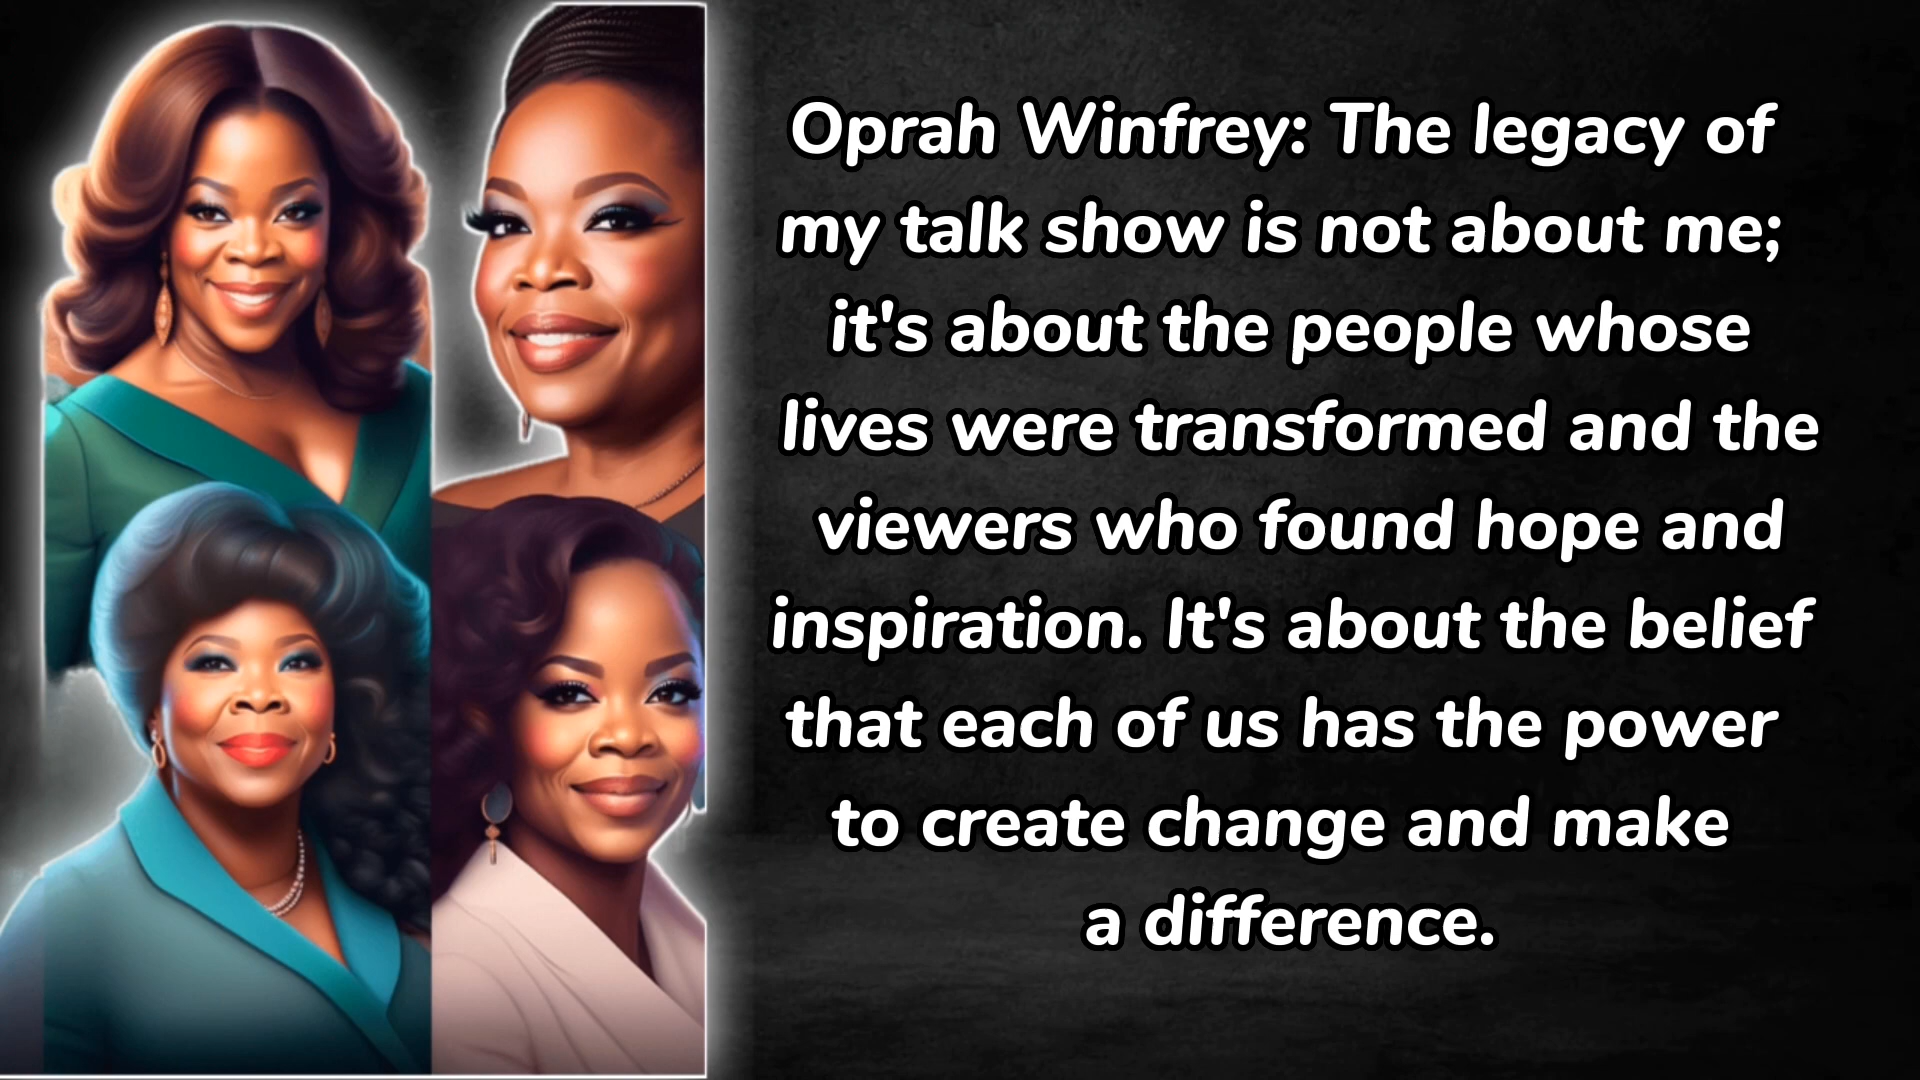 Oprah Winfrey: The legacy of
my talk show is not about me;
it's about the people whose
lives were transformed and the
viewers who found hope and
inspiration. It's about the belief
that each of us has the power
to create change and make
a difference.